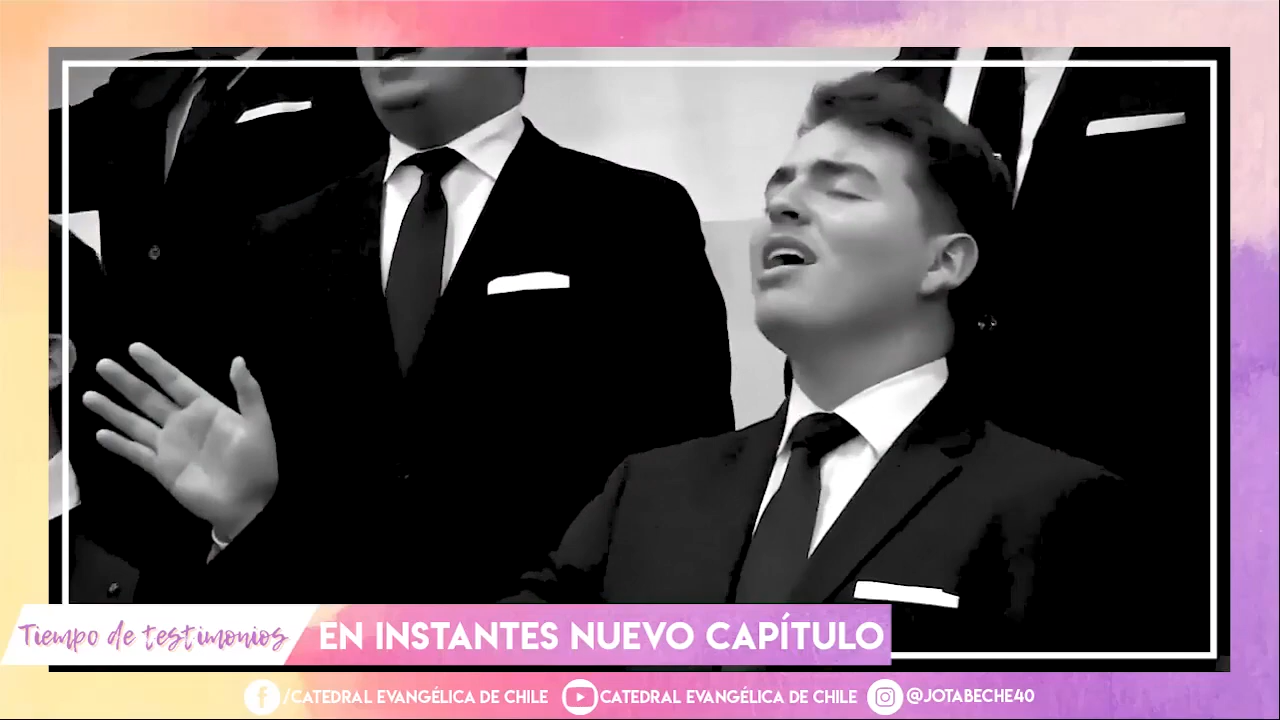 Tiempo de testimonios
EN INSTANTES NUEVO CAPÍTULO
/CATEDRAL EVANGÉLICA DE CHILE
CATEDRAL EVANGÉLICA DE CHILE
@JOTABECHE40